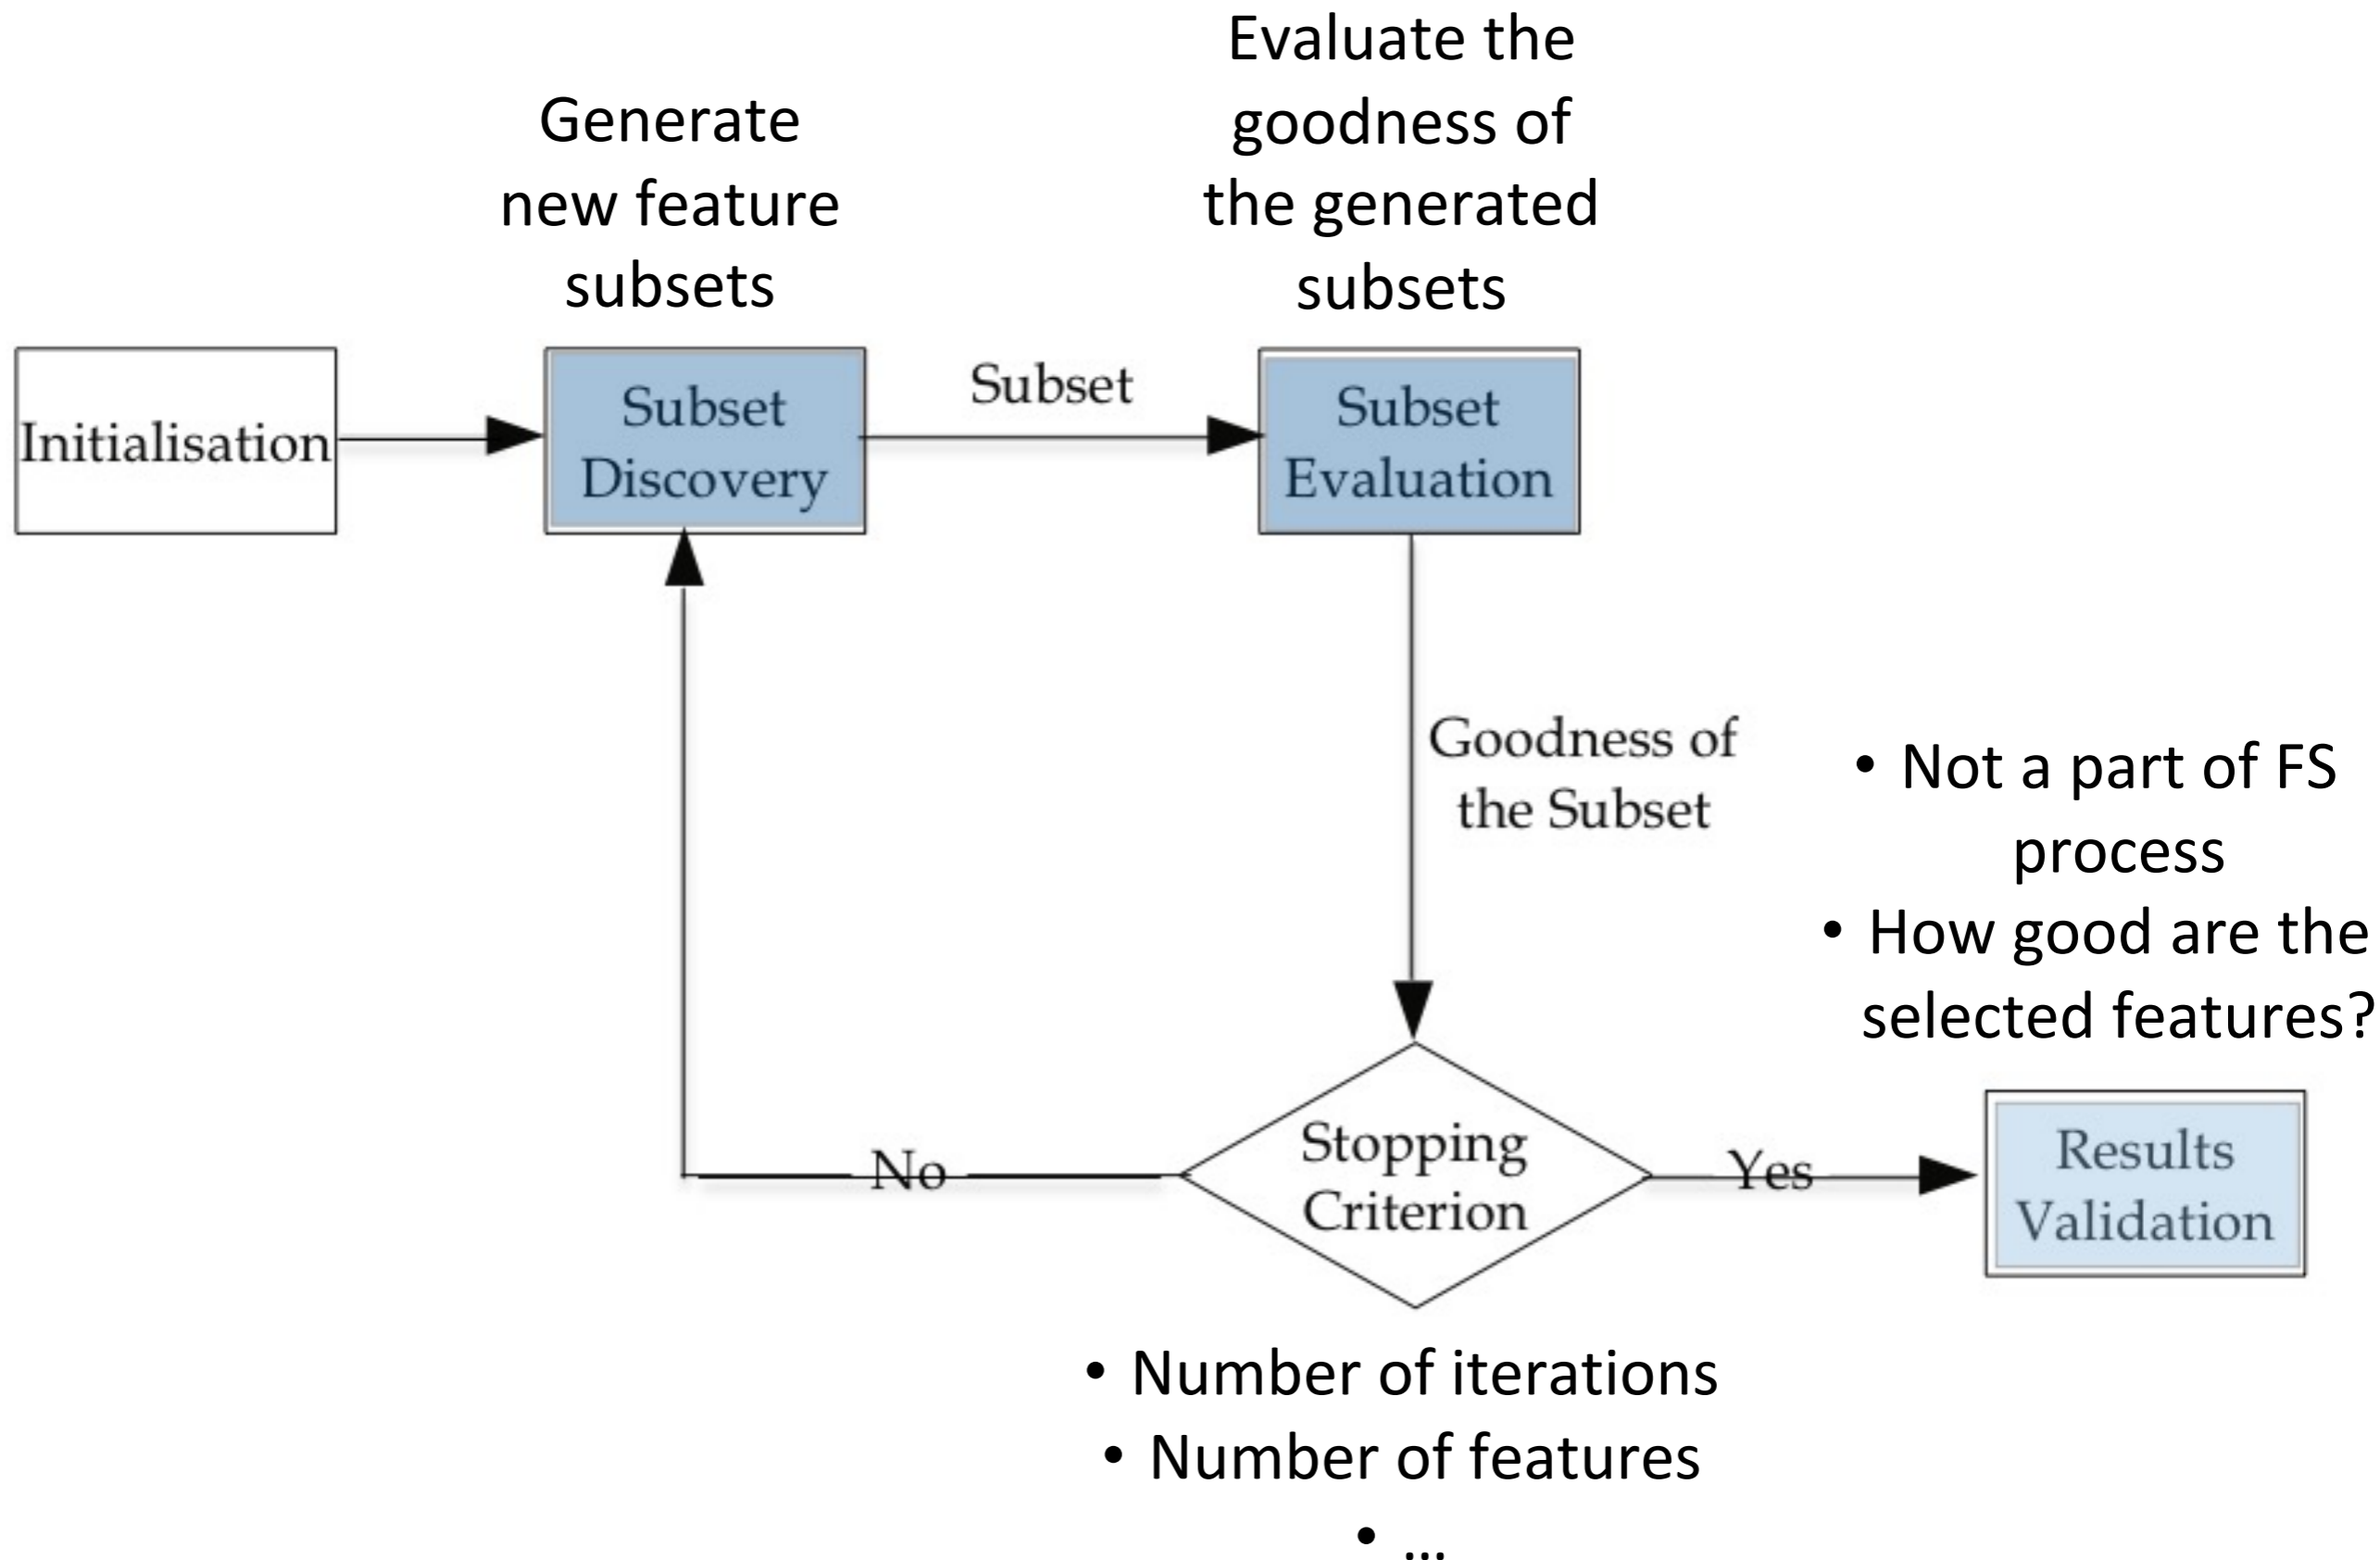 Evaluate the
goodness of
the generated
subsets
Generate
new feature
subsets
Initialisation
Subset
Discovery
Subset
Subset
Evaluation
Goodness of
the Subset
• Not a part of FS
process
• How good are the
selected features?
No
Stopping
Criterion
Yes
Results
Validation
• Number of iterations
• Number of features
• ...